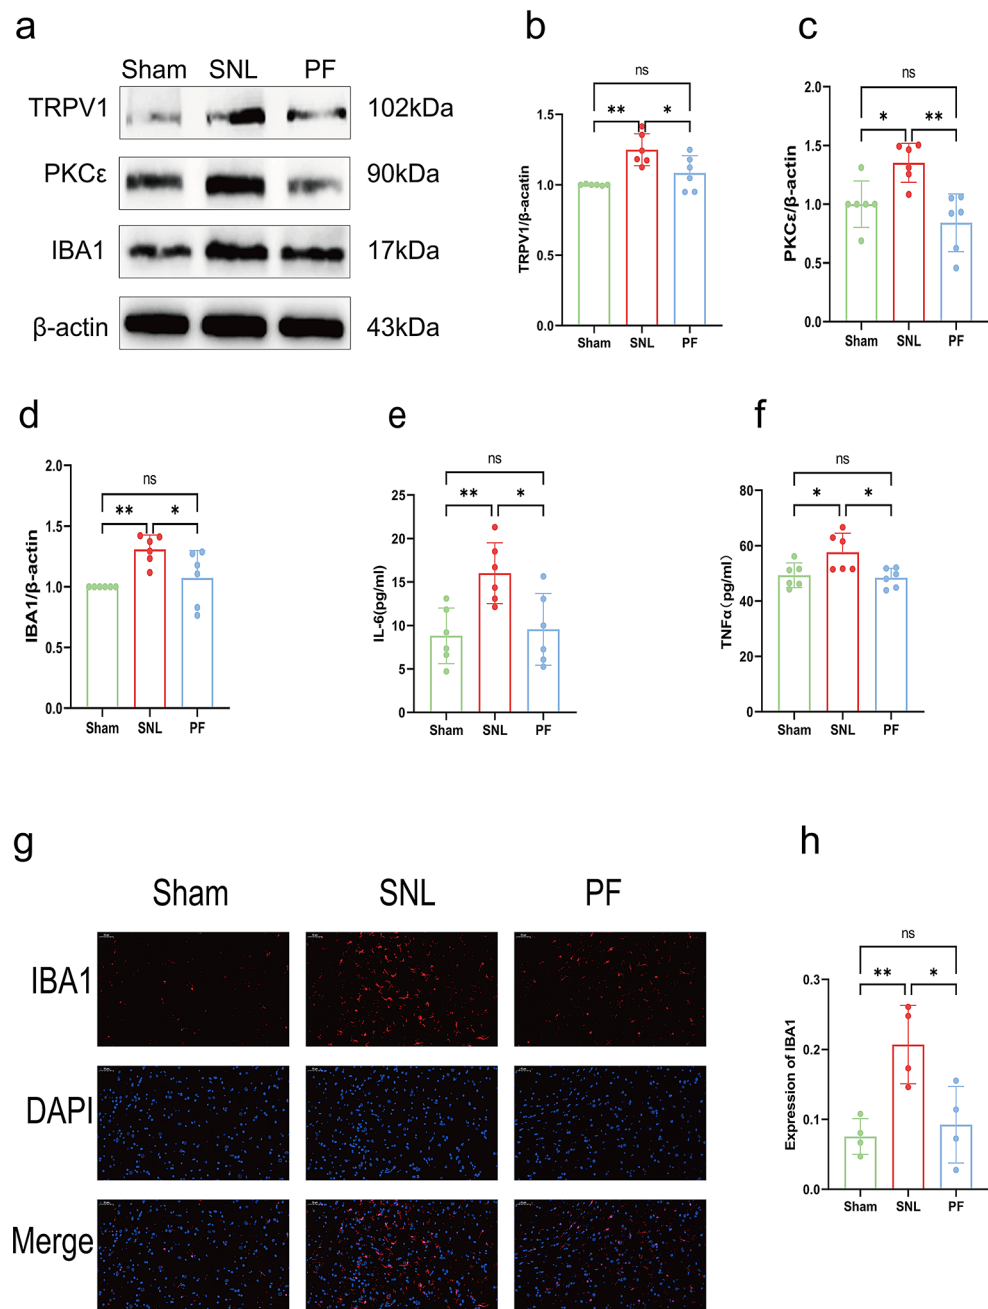 a
Sham SNL PF
TRPV1 102kDa
PKCε 90kDa
IBA1 17kDa
β-actin 43kDa
b
ns
** *
1.5
1.0
0.5
0.0
TRPV1/β-acatin
Sham SNL PF
c
ns
* **
2.0
1.5
1.0
0.5
0.0
PKCε/β-actin
Sham SNL PF
d
ns
** *
2.0
1.5
1.0
0.5
0.0
IBA1/β-actin
Sham SNL PF
e
ns
** *
25
20
15
10
5
0
IL-6(pg/ml)
Sham SNL PF
f
ns
* *
80
60
40
20
0
TNFα（pg/ml)
Sham SNL PF
g
Sham SNL PF
IBA1
DAPI
Merge
h
ns
** *
0.3
0.2
0.1
0.0
Expression of IBA1
Sham SNL PF